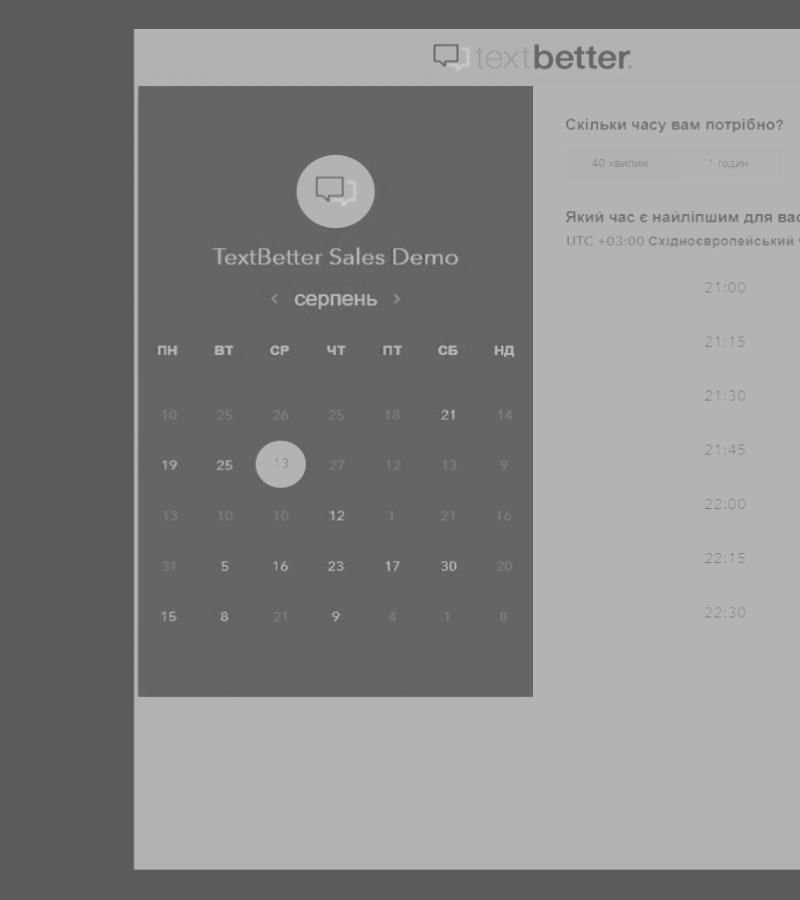 textbetter.
TextBetter Sales Demo
серпень
ПН ВТ СР ЧТ ПТ СБ НД
10 25 26 25 18 21 14
19 25 13 27 12 13 9
13 10 10 12 1 21 16
31 5 16 23 17 30 20
15 8 21 9 4 1 8
Скільки часу вам потрібно?
40 хвилин 1 годин
Який час є найліпшим для вас
UTC +03:00 Східноєвропейський
21:00
21:15
21:30
21:45
22:00
22:15
22:30